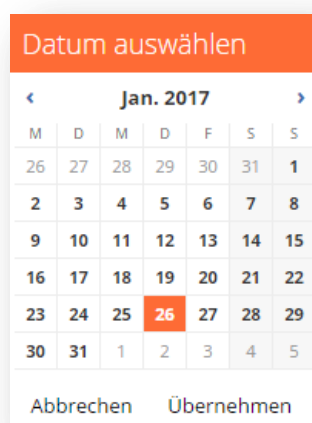 Datum auswählen
‹ Jan. 2017 ›
M D M D F S S
26 27 28 29 30 31 1
2 3 4 5 6 7 8
9 10 11 12 13 14 15
16 17 18 19 20 21 22
23 24 25 26 27 28 29
30 31 1 2 3 4 5
Abbrechen Übernehmen